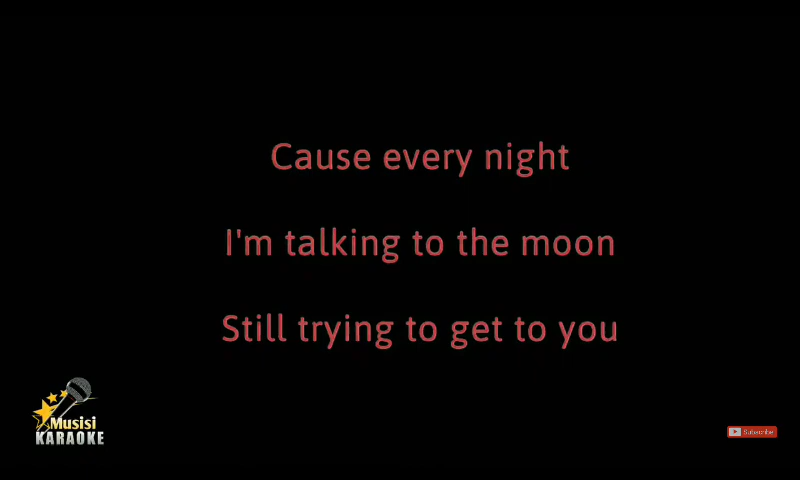 Cause every night
I'm talking to the moon
Still trying to get to you
Musisi
KARAOKE
Subscribe